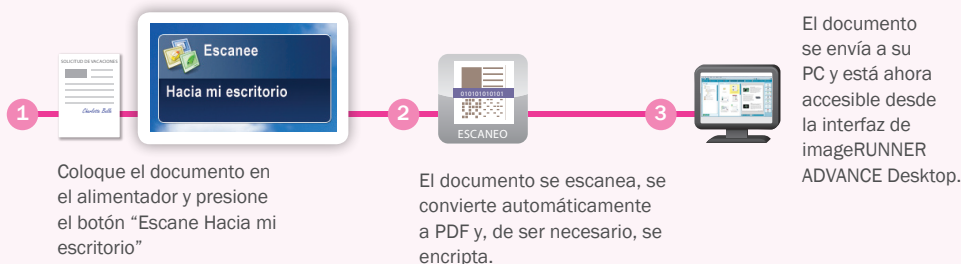 1
SOLICITUD DE VACACIONES
Escanee
Hacia mi escritorio
Coloque el documento en
el alimentador y presione
el botón “Escane Hacia mi
escritorio”
2
010101010101
ESCANEO
El documento se escanea, se
convierte automáticamente
a PDF y, de ser necesario, se
encripta.
3
El documento
se envía a su
PC y está ahora
accesible desde
la interfaz de
imageRUNNER
ADVANCE Desktop.